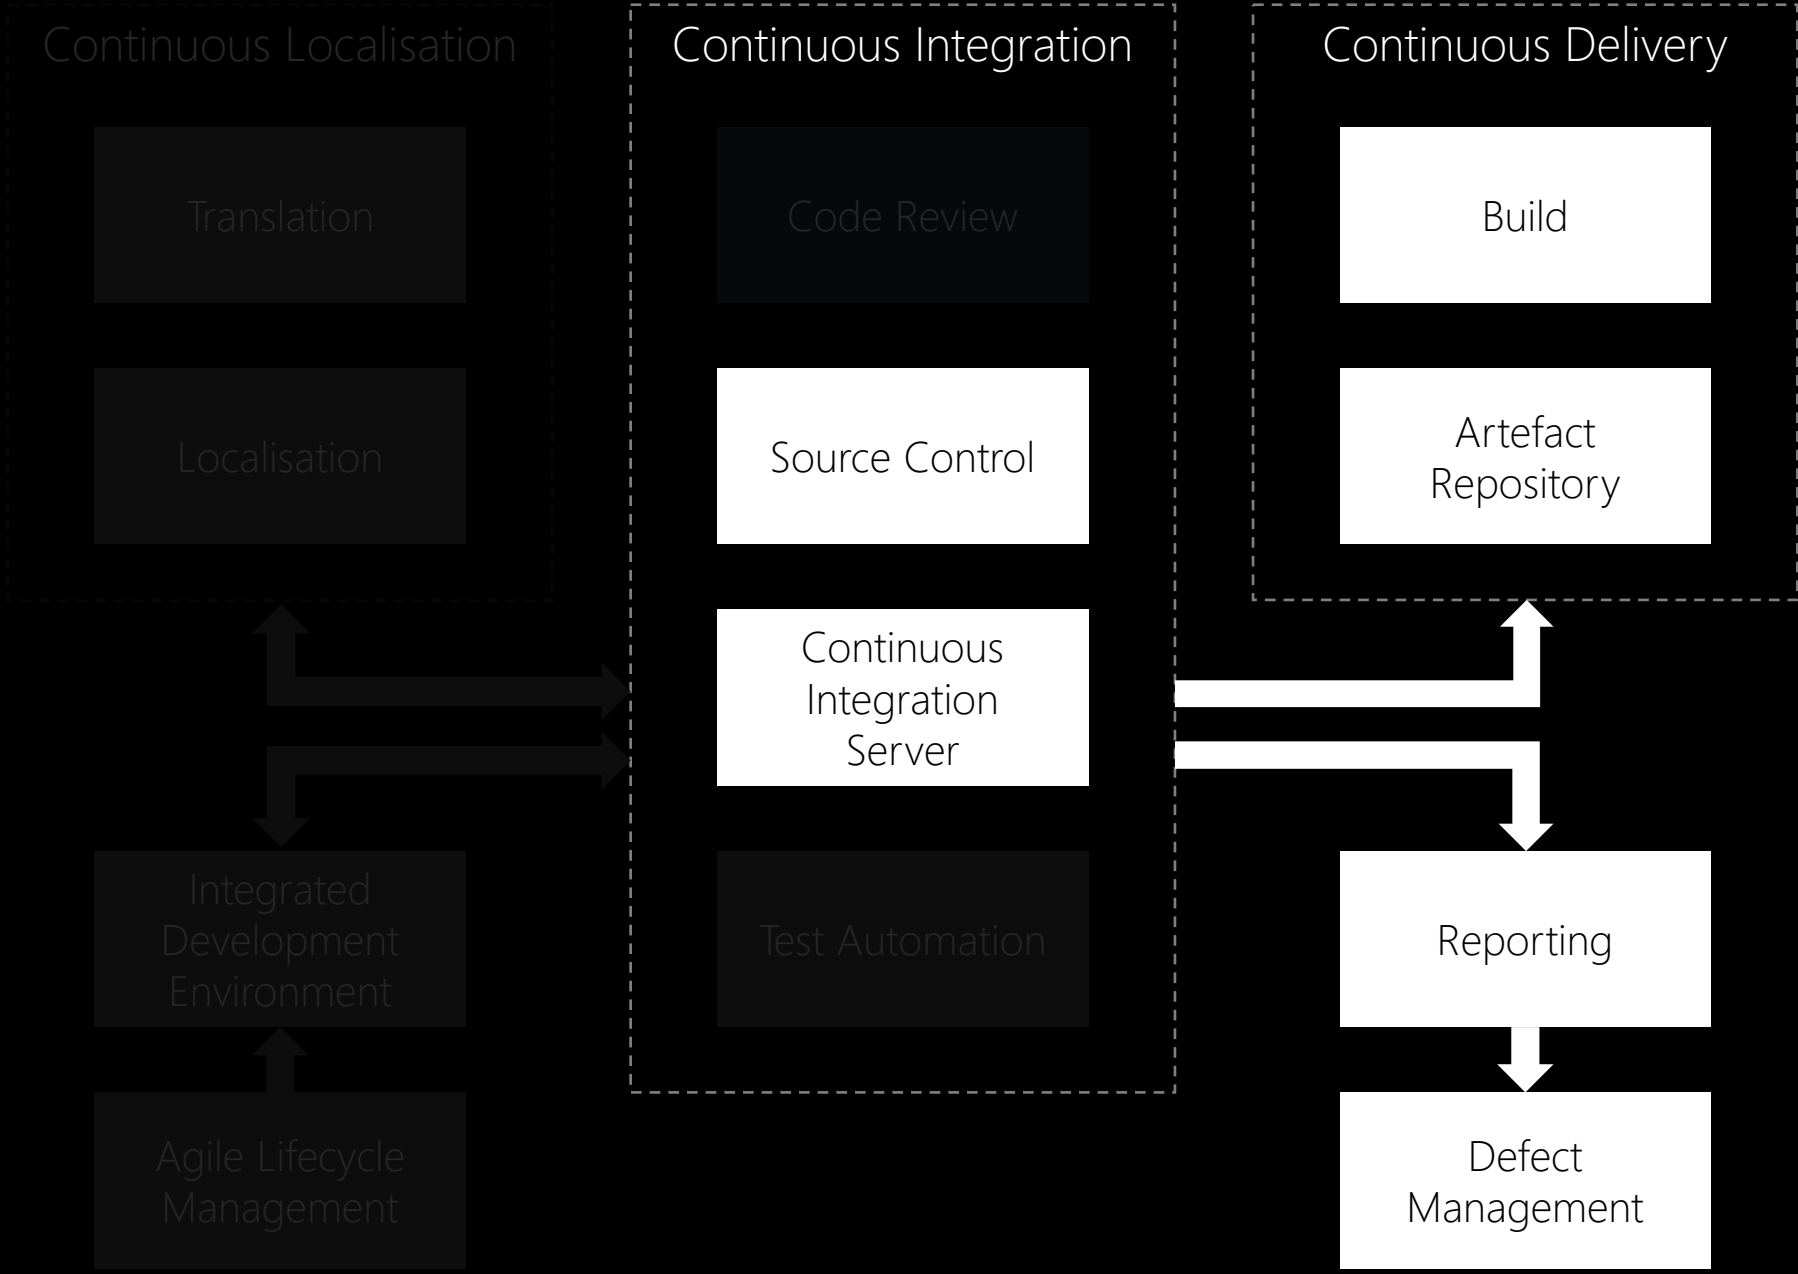 Continuous Localisation
Translation
Localisation
Integrated
Development
Environment
Agile Lifecycle
Management
Continuous Integration
Code Review
Source Control
Continuous
Integration
Server
Test Automation
Continuous Delivery
Build
Artefact
Repository
Reporting
Defect
Management